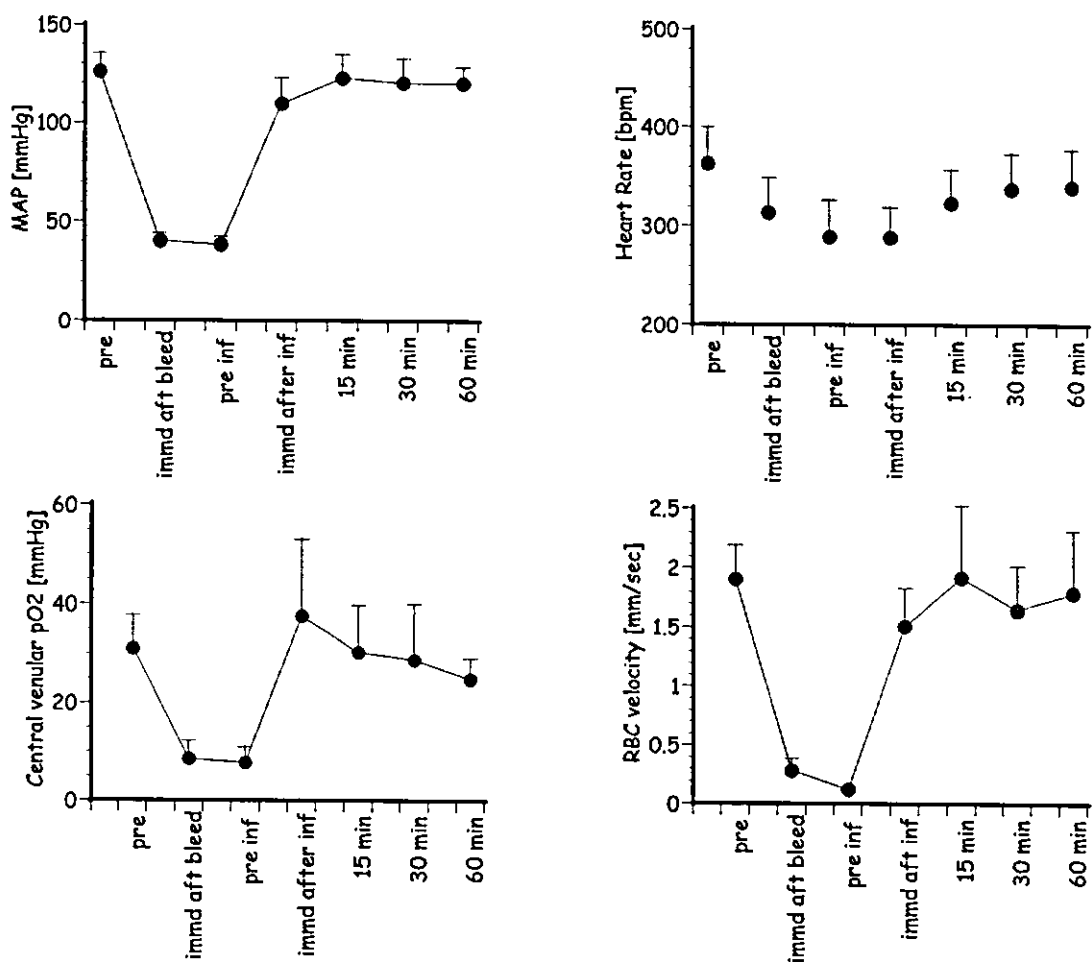 MAP [mmHg]
150
100
50
0
pre
immd aft bleed
pre inf
immd after inf
15 min
30 min
60 min
Heart Rate [bpm]
500
400
300
200
pre
immd aft bleed
pre inf
immd after inf
15 min
30 min
60 min
Central venular pO2 [mmHg]
60
40
20
0
pre
immd aft bleed
pre inf
immd after inf
15 min
30 min
60 min
RBC velocity [mm/sec]
2.5
2
1.5
1
0.5
0
pre
immd aft bleed
pre inf
immd aft inf
15 min
30 min
60 min